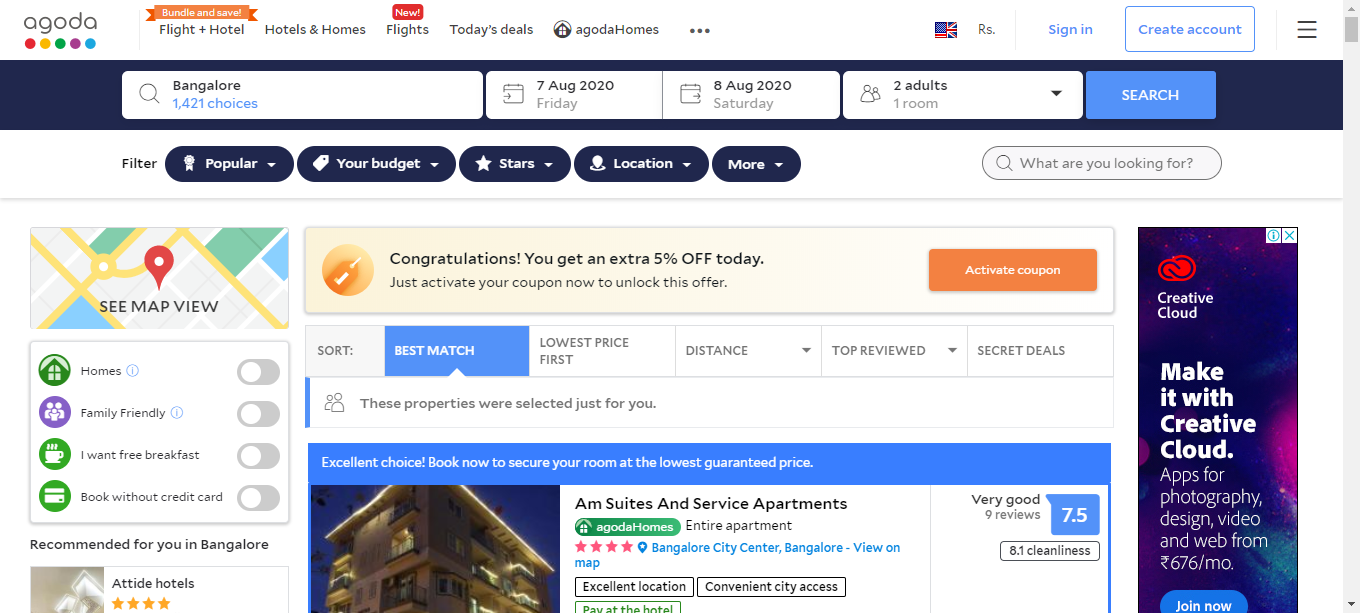 agoda
Bundle and save!
Flight + Hotel
Hotels & Homes
New!
Flights
Today's deals
agodaHomes
Rs.
Sign in
Create account
Bangalore
1,421 choices
7 Aug 2020
Friday
8 Aug 2020
Saturday
2 adults
1 room
SEARCH
Filter
Popular
Your budget
Stars
Location
More
What are you looking for?
SEE MAP VIEW
Homes
Family Friendly
I want free breakfast
Book without credit card
Recommended for you in Bangalore
Attide hotels
Congratulations! You get an extra 5% OFF today.
Just activate your coupon now to unlock this offer.
Activate coupon
SORT:
BEST MATCH
LOWEST PRICE
FIRST
DISTANCE
TOP REVIEWED
SECRET DEALS
These properties were selected just for you.
Excellent choice! Book now to secure your room at the lowest guaranteed price.
Am Suites And Service Apartments
agodaHomes Entire apartment
Bangalore City Center, Bangalore - View on
map
Excellent location
Convenient city access
Pay at the hotel
Very good
9 reviews
7.5
8.1 cleanliness
Creative
Cloud
Make
it with
Creative
Cloud.
Apps for
photography,
design, video
and web from
₹676/mo.
Join now